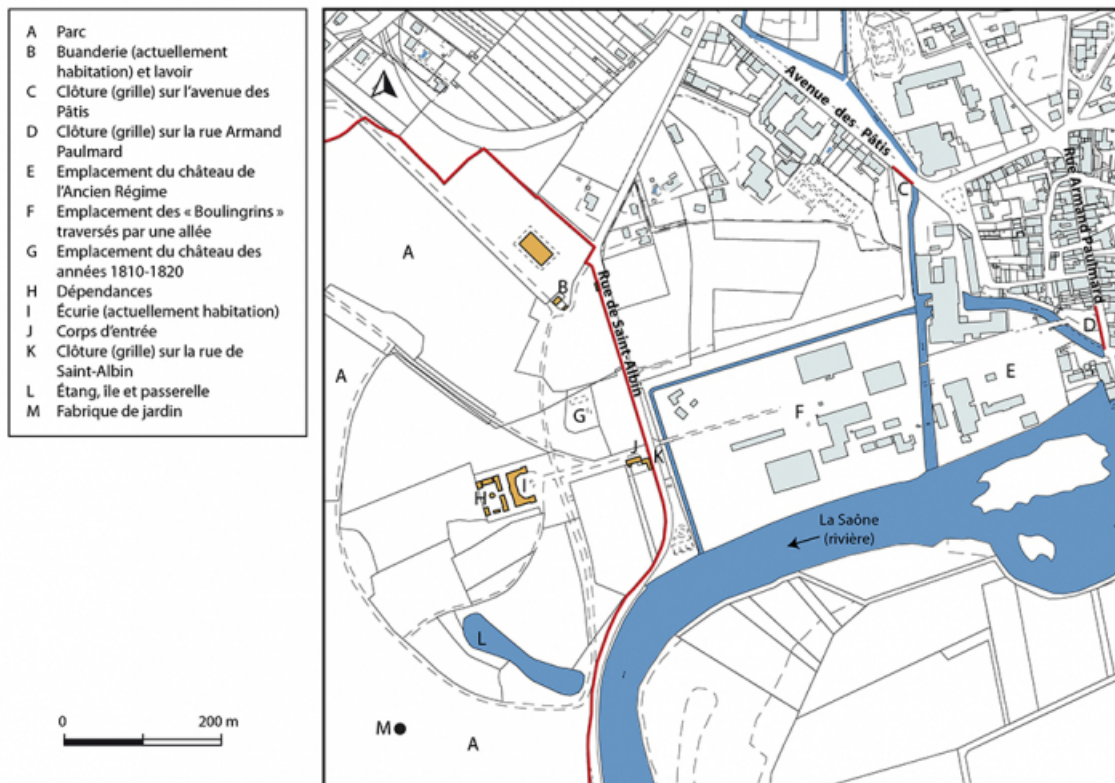 A Parc
B Buanderie (actuellement
habitation) et lavoir
C Clôture (grille) sur l'avenue des
Pâtis
D Clôture (grille) sur la rue Armand
Paulmard
E Emplacement du château de
l'Ancien Régime
F Emplacement des « Boulingrins »
traversés par une allée
G Emplacement du château des
années 1810-1820
H Dépendances
I Écurie (actuellement habitation)
J Corps d'entrée
K Clôture (grille) sur la rue de
Saint-Albin
L Étang, île et passerelle
M Fabrique de jardin
0 200 m
Avenue des Pâtis
C
Rue Armand Paulmard
D
A
B
Rue de Saint-Albin
A
E
F
G
J
K
H
I
La Saône
(rivière)
L
M
A